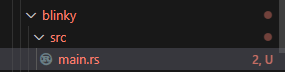 blinky
src
main.rs 2, U